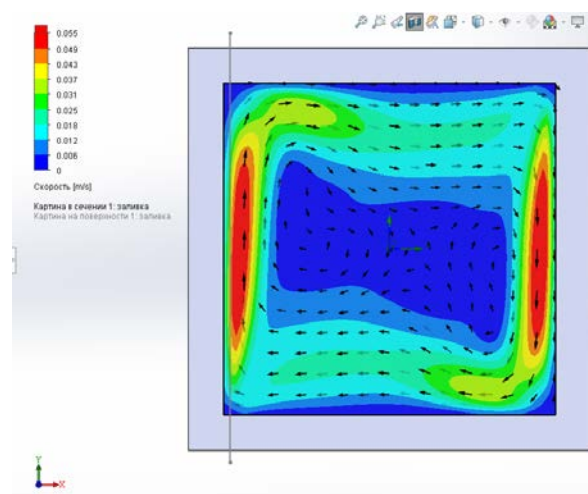 0.055
0.049
0.043
0.037
0.031
0.025
0.018
0.012
0.006
0
Скорость [m/s]
Картина в сечении 1: заливка
Картина на поверхности 1: заливка
Y
X